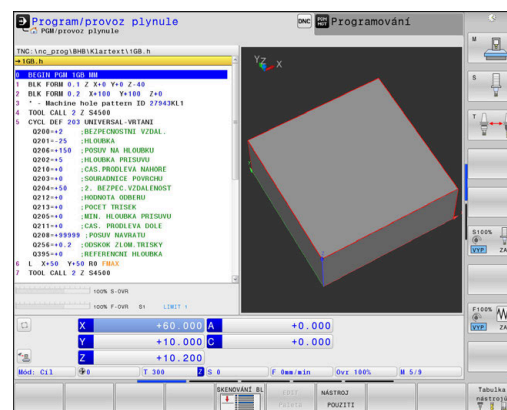 Program/provoz plynule
PGM/provoz plynule
DNC
Programování
TNC:\nc_prog\BHB\Klartext\1GB.h
→1GB.h
0 BEGIN PGM 1GB MM
1 BLK FORM 0.1 Z X+0 Y+0 Z-40
2 BLK FORM 0.2 X+100 Y+100 Z+0
3 * - Machine hole pattern ID 27943KL1
4 TOOL CALL 2 Z S4500
5 CYCL DEF 203 UNIVERSAL-VRTANI
Q200=+2 ;BEZPECNOSTNI VZDAL.
Q201=-25 ;HLOUBKA
Q206=+150 ;POSUV NA HLOUBKU
Q202=+5 ;HLOUBKA PRISUVU
Q210=+0 ;CAS.PRODLEVA NAHORE
Q203=+0 ;SOURADNICE POVRCHU
Q204=+50 ;2. BEZPEC.VZDALENOST
Q212=+0 ;HODNOTA ODBERU
Q213=+0 ;POCET TRISEK
Q205=+0 ;MIN. HLOUBKA PRISUVU
Q211=+0 ;CAS. PRODLEVA DOLE
Q208=+99999 ;POSUV NAVRATU
Q256=+0.2 ;ODSKOK ZLOM.TRISKY
Q395=+0 ;REFERENCNI HLOUBKA
6 L X+50 Y+50 R0 FMAX
7 TOOL CALL 2 Z S4500
Y Z X
100% S-OVR
100% F-OVR S1 LIMIT 1
X +60.000 A +0.000
Y +10.000 C +0.000
Z +10.200
Mód: Cíl 0 T 300 Z S 0 F 0mm/min Ovr 100% M 5/9
M
S
T
S100%
VYP ZA
F100%
VYP ZA
SKENOVÁNÍ BL
NÁSTROJ
POUZITI
Tabulka
nástrojů